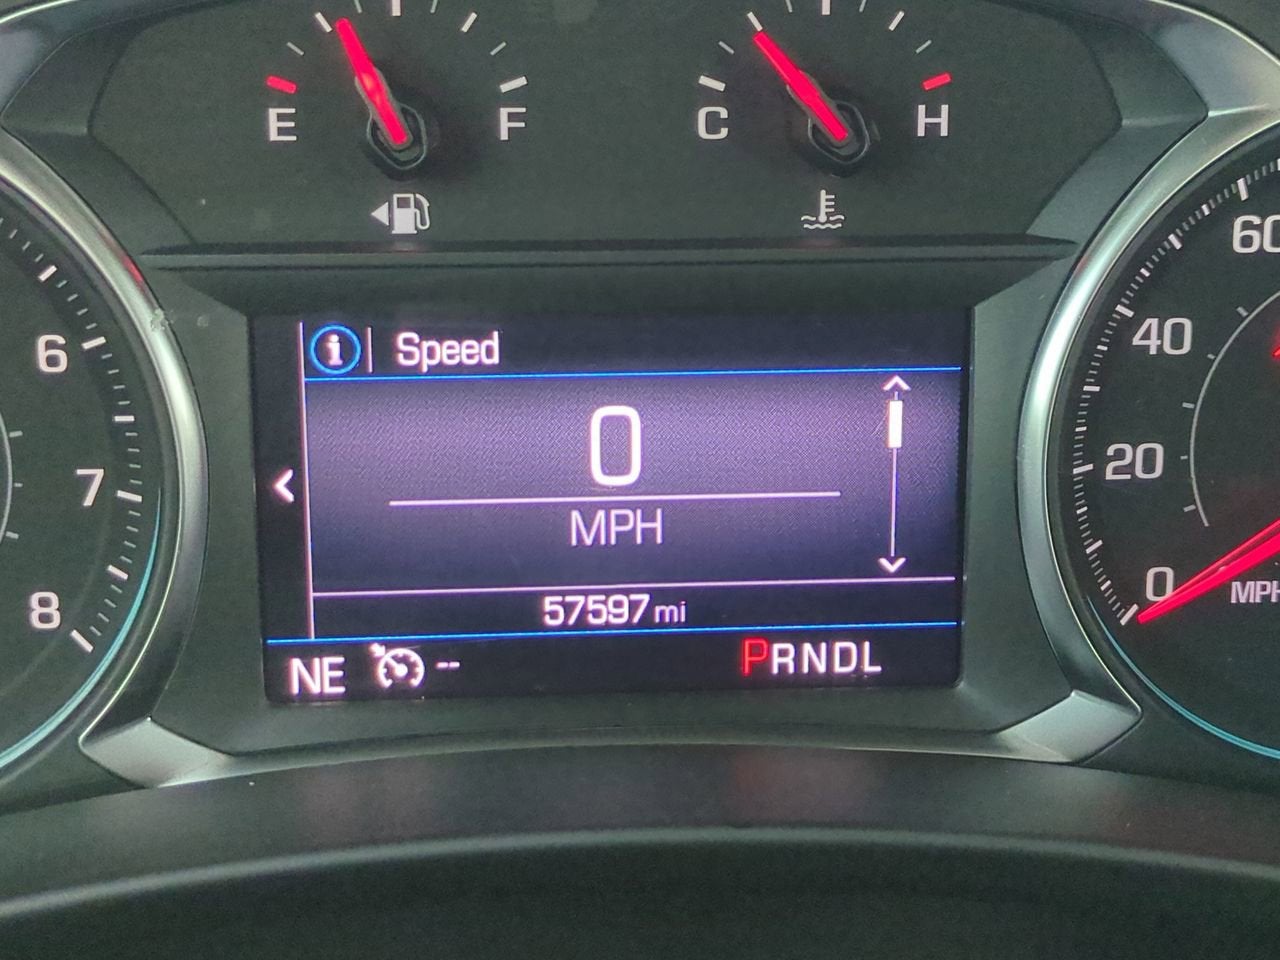 E F
C H
6
7
8
60
40
20
0
MPH
i Speed
0
MPH
57597 mi
NE -- PRNDL